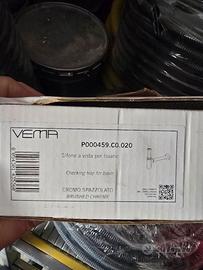 VEMA
P000459.C0.020
Sifone a vista per lavabo
Checking trap for basin
CROMO SPAZZOLATO
BRUSHED CHROME